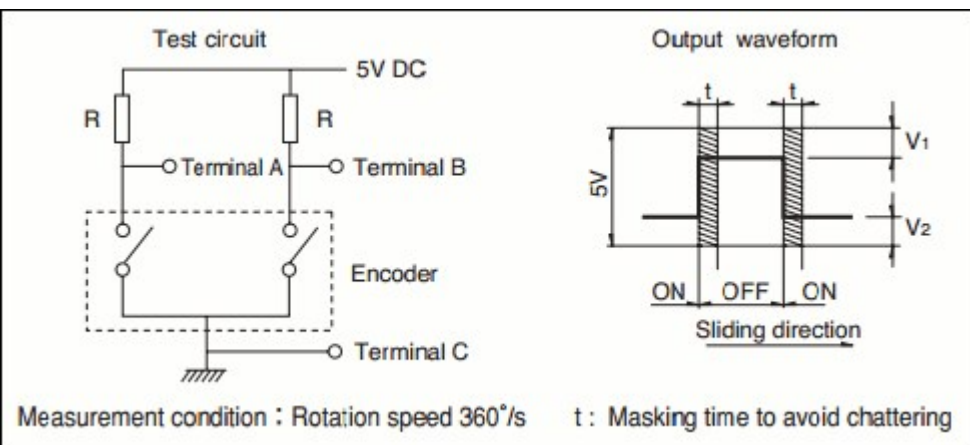 Test circuit
5V DC
R
R
Terminal A
Terminal B
Encoder
Terminal C
Output waveform
t
t
V1
5V
V2
ON
OFF
ON
Sliding direction
Measurement condition : Rotation speed 360°/s
t : Masking time to avoid chattering